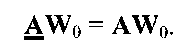 A̲W₀ = AW₀.